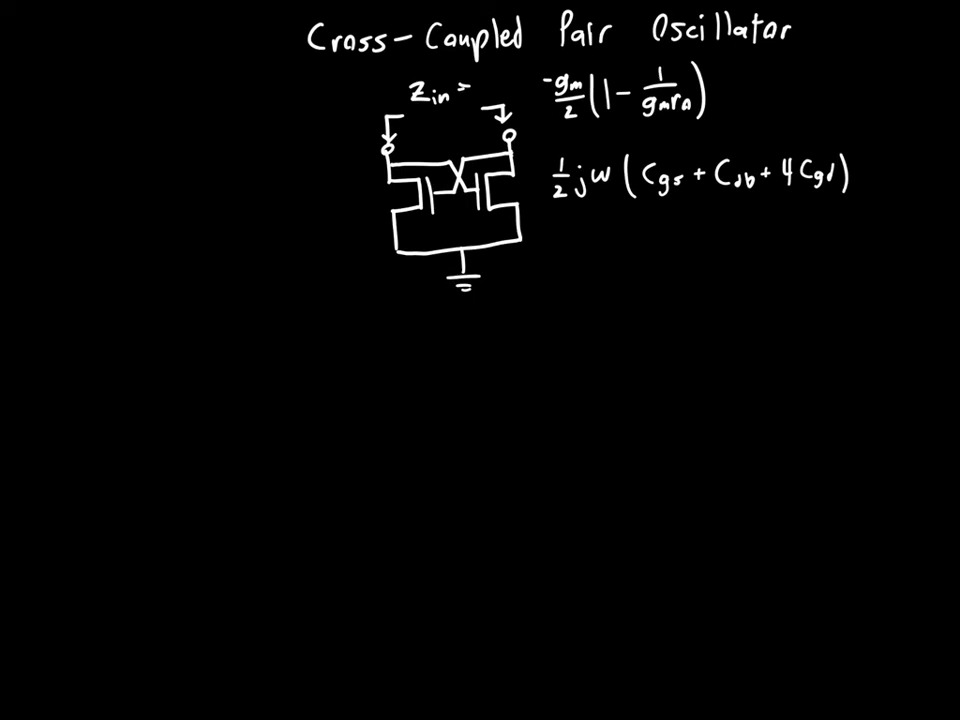 Cross-Coupled Pair Oscillator
Zin = -gm/2 (1 - 1/gmro)
1/2 jω (Cgs + Cdb + 4Cgd)